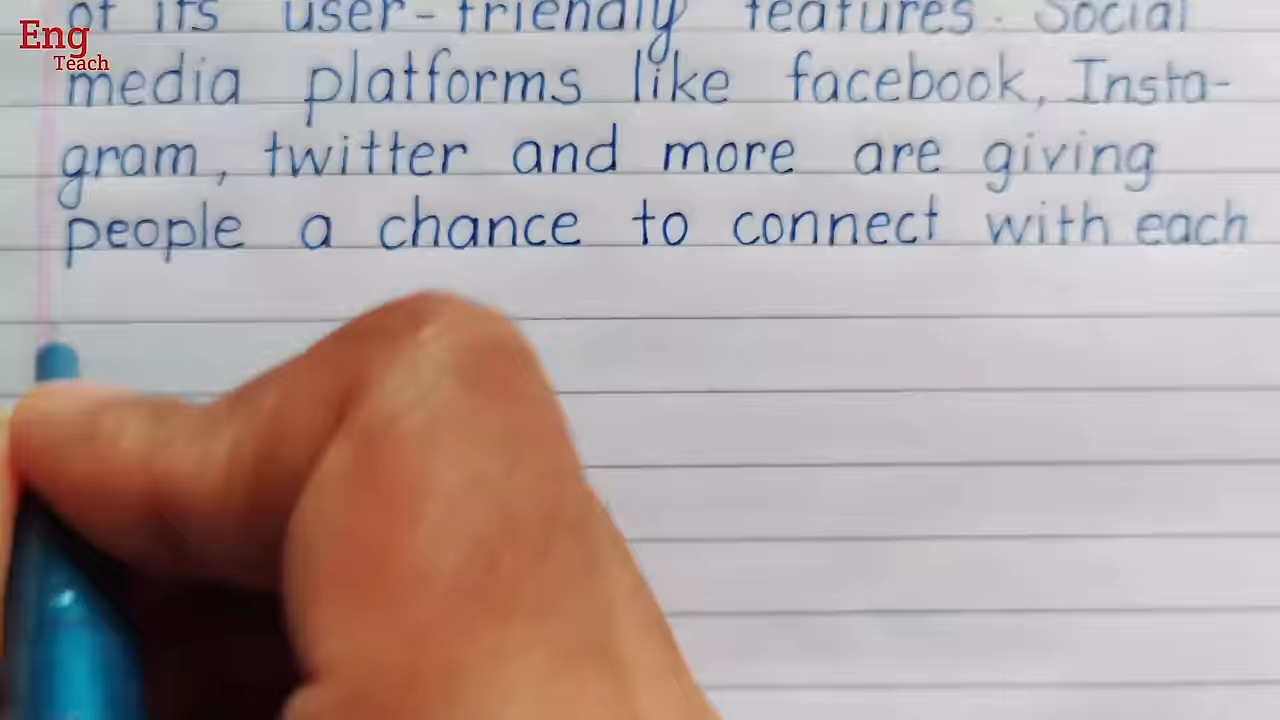 Eng
Teach
of its user-friendly features. Social
media platforms like facebook, Insta-
gram, twitter and more are giving
people a chance to connect with each